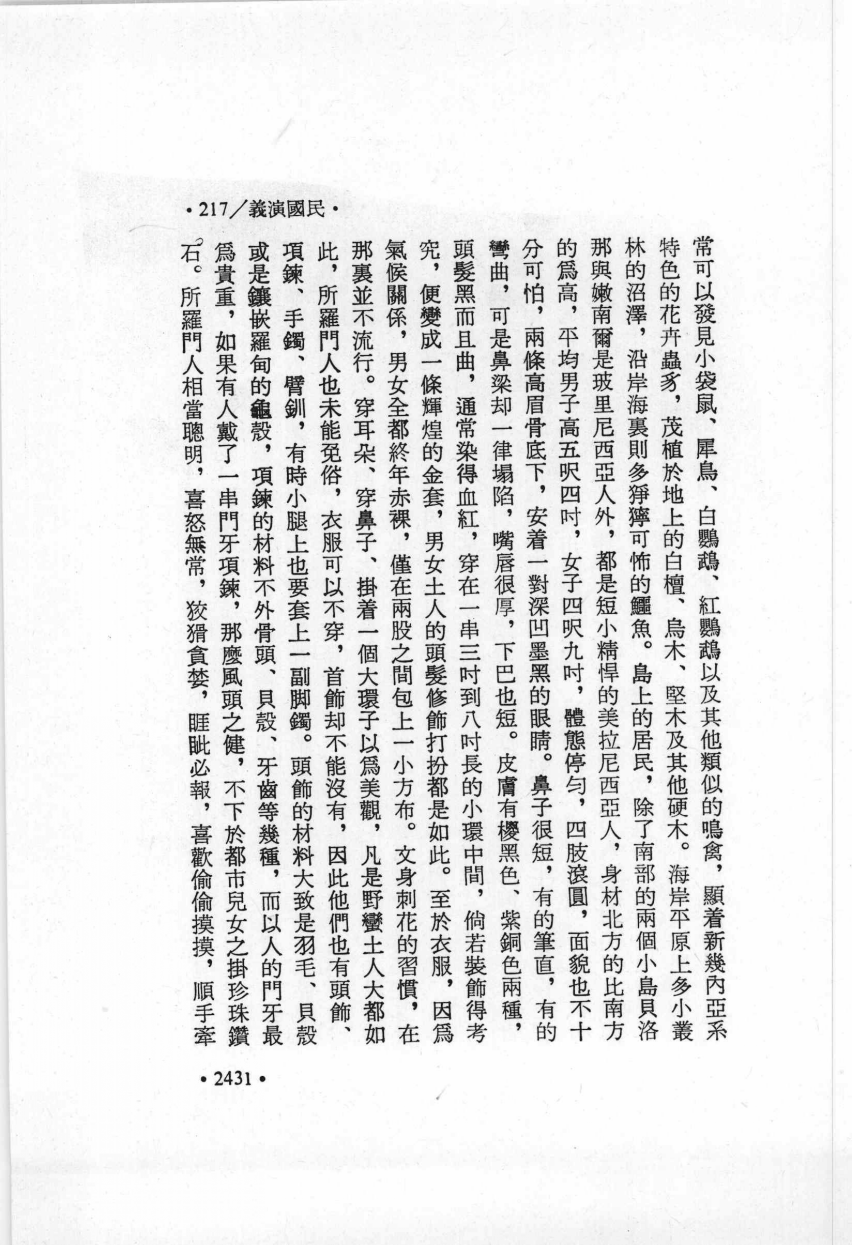 •217/義演國民•
常可以發見小袋鼠、犀鳥、白鸚鵡、紅鸚鵡以及其他類似的鳴禽，顯着新幾內亞系
特色的花卉蟲豸，茂植於地上的白檀、烏木、堅木及其他硬木。海岸平原上多小叢
林的沼澤，沿岸海裏則多猙獰可怖的鱷魚。島上的居民，除了南部的兩個小島貝洛
那與嫩南爾是玻里尼西亞人外，都是短小精悍的美拉尼西亞人，身材北方的比南方
的爲高，平均男子高五呎四吋，女子四呎九吋，體態停勻，四肢滾圓，面貌也不十
分可怕，兩條高眉骨底下，安着一對深凹墨黑的眼睛。鼻子很短，有的筆直，有的
彎曲，可是鼻梁却一律塌陷，嘴唇很厚，下巴也短。皮膚有櫻黑色、紫銅色兩種，
頭髮黑而且曲，通常染得血紅，穿在一串三吋到八吋長的小環中間，倘若裝飾得考
究，便變成一條輝煌的金套，男女土人的頭髮修飾打扮都是如此。至於衣服，因爲
氣候關係，男女全都終年赤裸，僅在兩股之間包上一小方布。文身刺花的習慣，在
那裏並不流行。穿耳朵、穿鼻子、掛着一個大環子以爲美觀，凡是野蠻土人大都如
此，所羅門人也未能免俗，衣服可以不穿，首飾却不能沒有，因此他們也有頭飾、
項鍊、手鐲、臂釧，有時小腿上也要套上一副脚鐲。頭飾的材料大致是羽毛、貝殼
或是鑲嵌羅甸的龜殼，項鍊的材料不外骨頭、貝殼、牙齒等幾種，而以人的門牙最
爲貴重，如果有人戴了一串門牙項鍊，那麼風頭之健，不下於都市兒女之掛珍珠鑽
石。所羅門人相當聰明，喜怒無常，狡猾貪婪，睚眦必報，喜歡偷偷摸摸，順手牽
•2431•